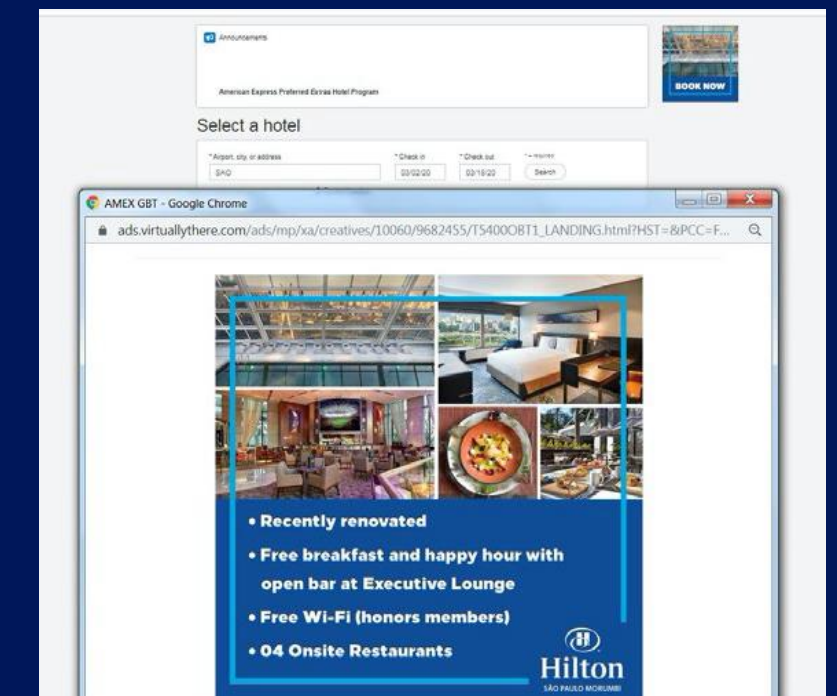 Announcements
American Express Preferred Extras Hotel Program
BOOK NOW
Select a hotel
* Airport, city, or address
* Check in
* Check out
* = required
SAO
03/02/20
03/15/20
Search
AMEX GBT - Google Chrome
ads.virtuallythere.com/ads/mp/xa/creatives/10060/9682455/T5400OBT1_LANDING.html?HST=&PCC=F...
• Recently renovated
• Free breakfast and happy hour with
open bar at Executive Lounge
• Free Wi-Fi (honors members)
• 04 Onsite Restaurants
Hilton
SÃO PAULO MORUMBI